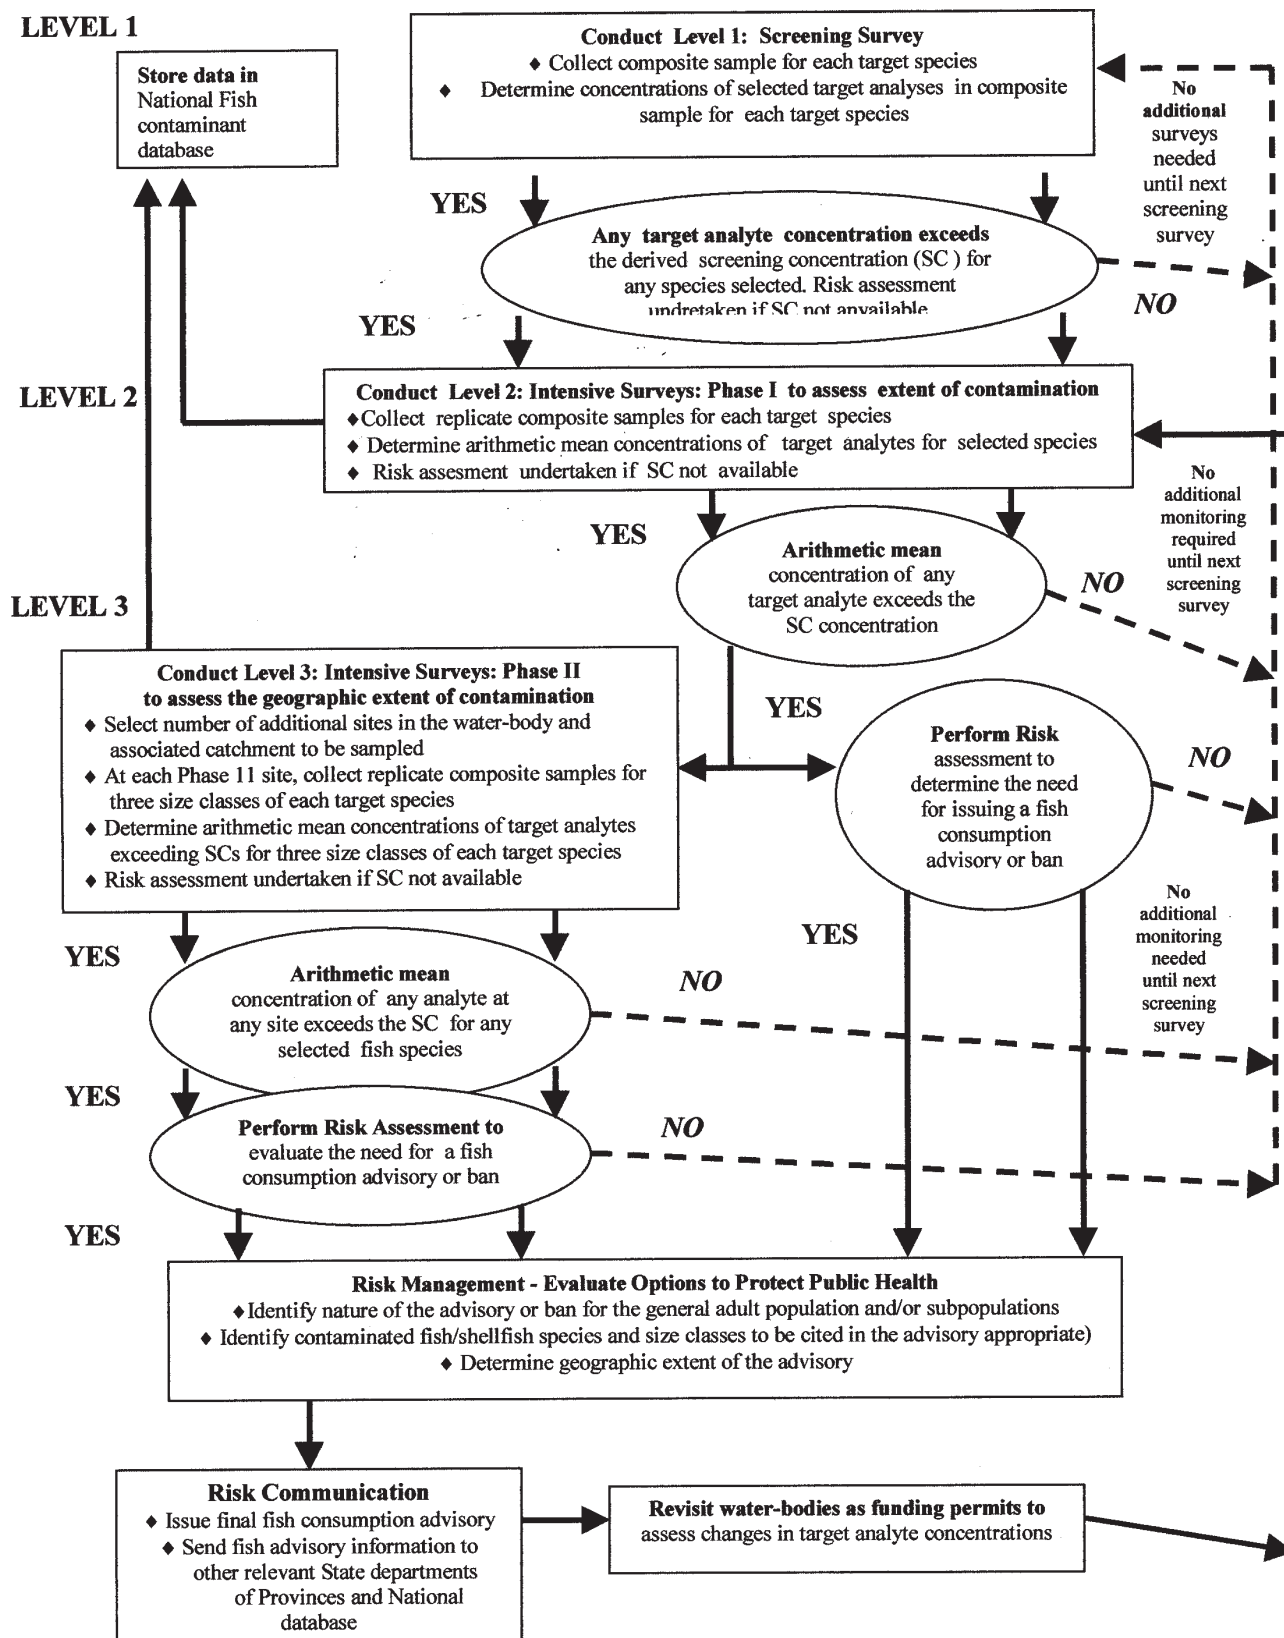 LEVEL 1
Store data in
National Fish
contaminant
database
Conduct Level 1: Screening Survey
♦ Collect composite sample for each target species
♦ Determine concentrations of selected target analyses in composite
sample for each target species
No
additional
surveys
needed
until next
screening
survey
YES
Any target analyte concentration exceeds
the derived screening concentration (SC ) for
any species selected. Risk assessment
undretaken if SC not anvailable
NO
YES
LEVEL 2
Conduct Level 2: Intensive Surveys: Phase I to assess extent of contamination
♦Collect replicate composite samples for each target species
♦ Determine arithmetic mean concentrations of target analytes for selected species
♦ Risk assesment undertaken if SC not available
No
additional
monitoring
required
until next
screening
survey
YES
Arithmetic mean
concentration of any
target analyte exceeds the
SC concentration
NO
LEVEL 3
Conduct Level 3: Intensive Surveys: Phase II
to assess the geographic extent of contamination
♦ Select number of additional sites in the water-body and
associated catchment to be sampled
♦ At each Phase 11 site, collect replicate composite samples for
three size classes of each target species
♦ Determine arithmetic mean concentrations of target analytes
exceeding SCs for three size classes of each target species
♦ Risk assessment undertaken if SC not available
YES
Perform Risk
assessment to
determine the need
for issuing a fish
consumption
advisory or ban
NO
No
additional
monitoring
needed
until next
screening
survey
YES
YES
Arithmetic mean
concentration of any analyte at
any site exceeds the SC for any
selected fish species
NO
YES
Perform Risk Assessment to
evaluate the need for a fish
consumption advisory or ban
NO
YES
Risk Management - Evaluate Options to Protect Public Health
♦Identify nature of the advisory or ban for the general adult population and/or subpopulations
♦ Identify contaminated fish/shellfish species and size classes to be cited in the advisory appropriate)
♦ Determine geographic extent of the advisory
Risk Communication
♦ Issue final fish consumption advisory
♦ Send fish advisory information to
other relevant State departments
of Provinces and National
database
Revisit water-bodies as funding permits to
assess changes in target analyte concentrations